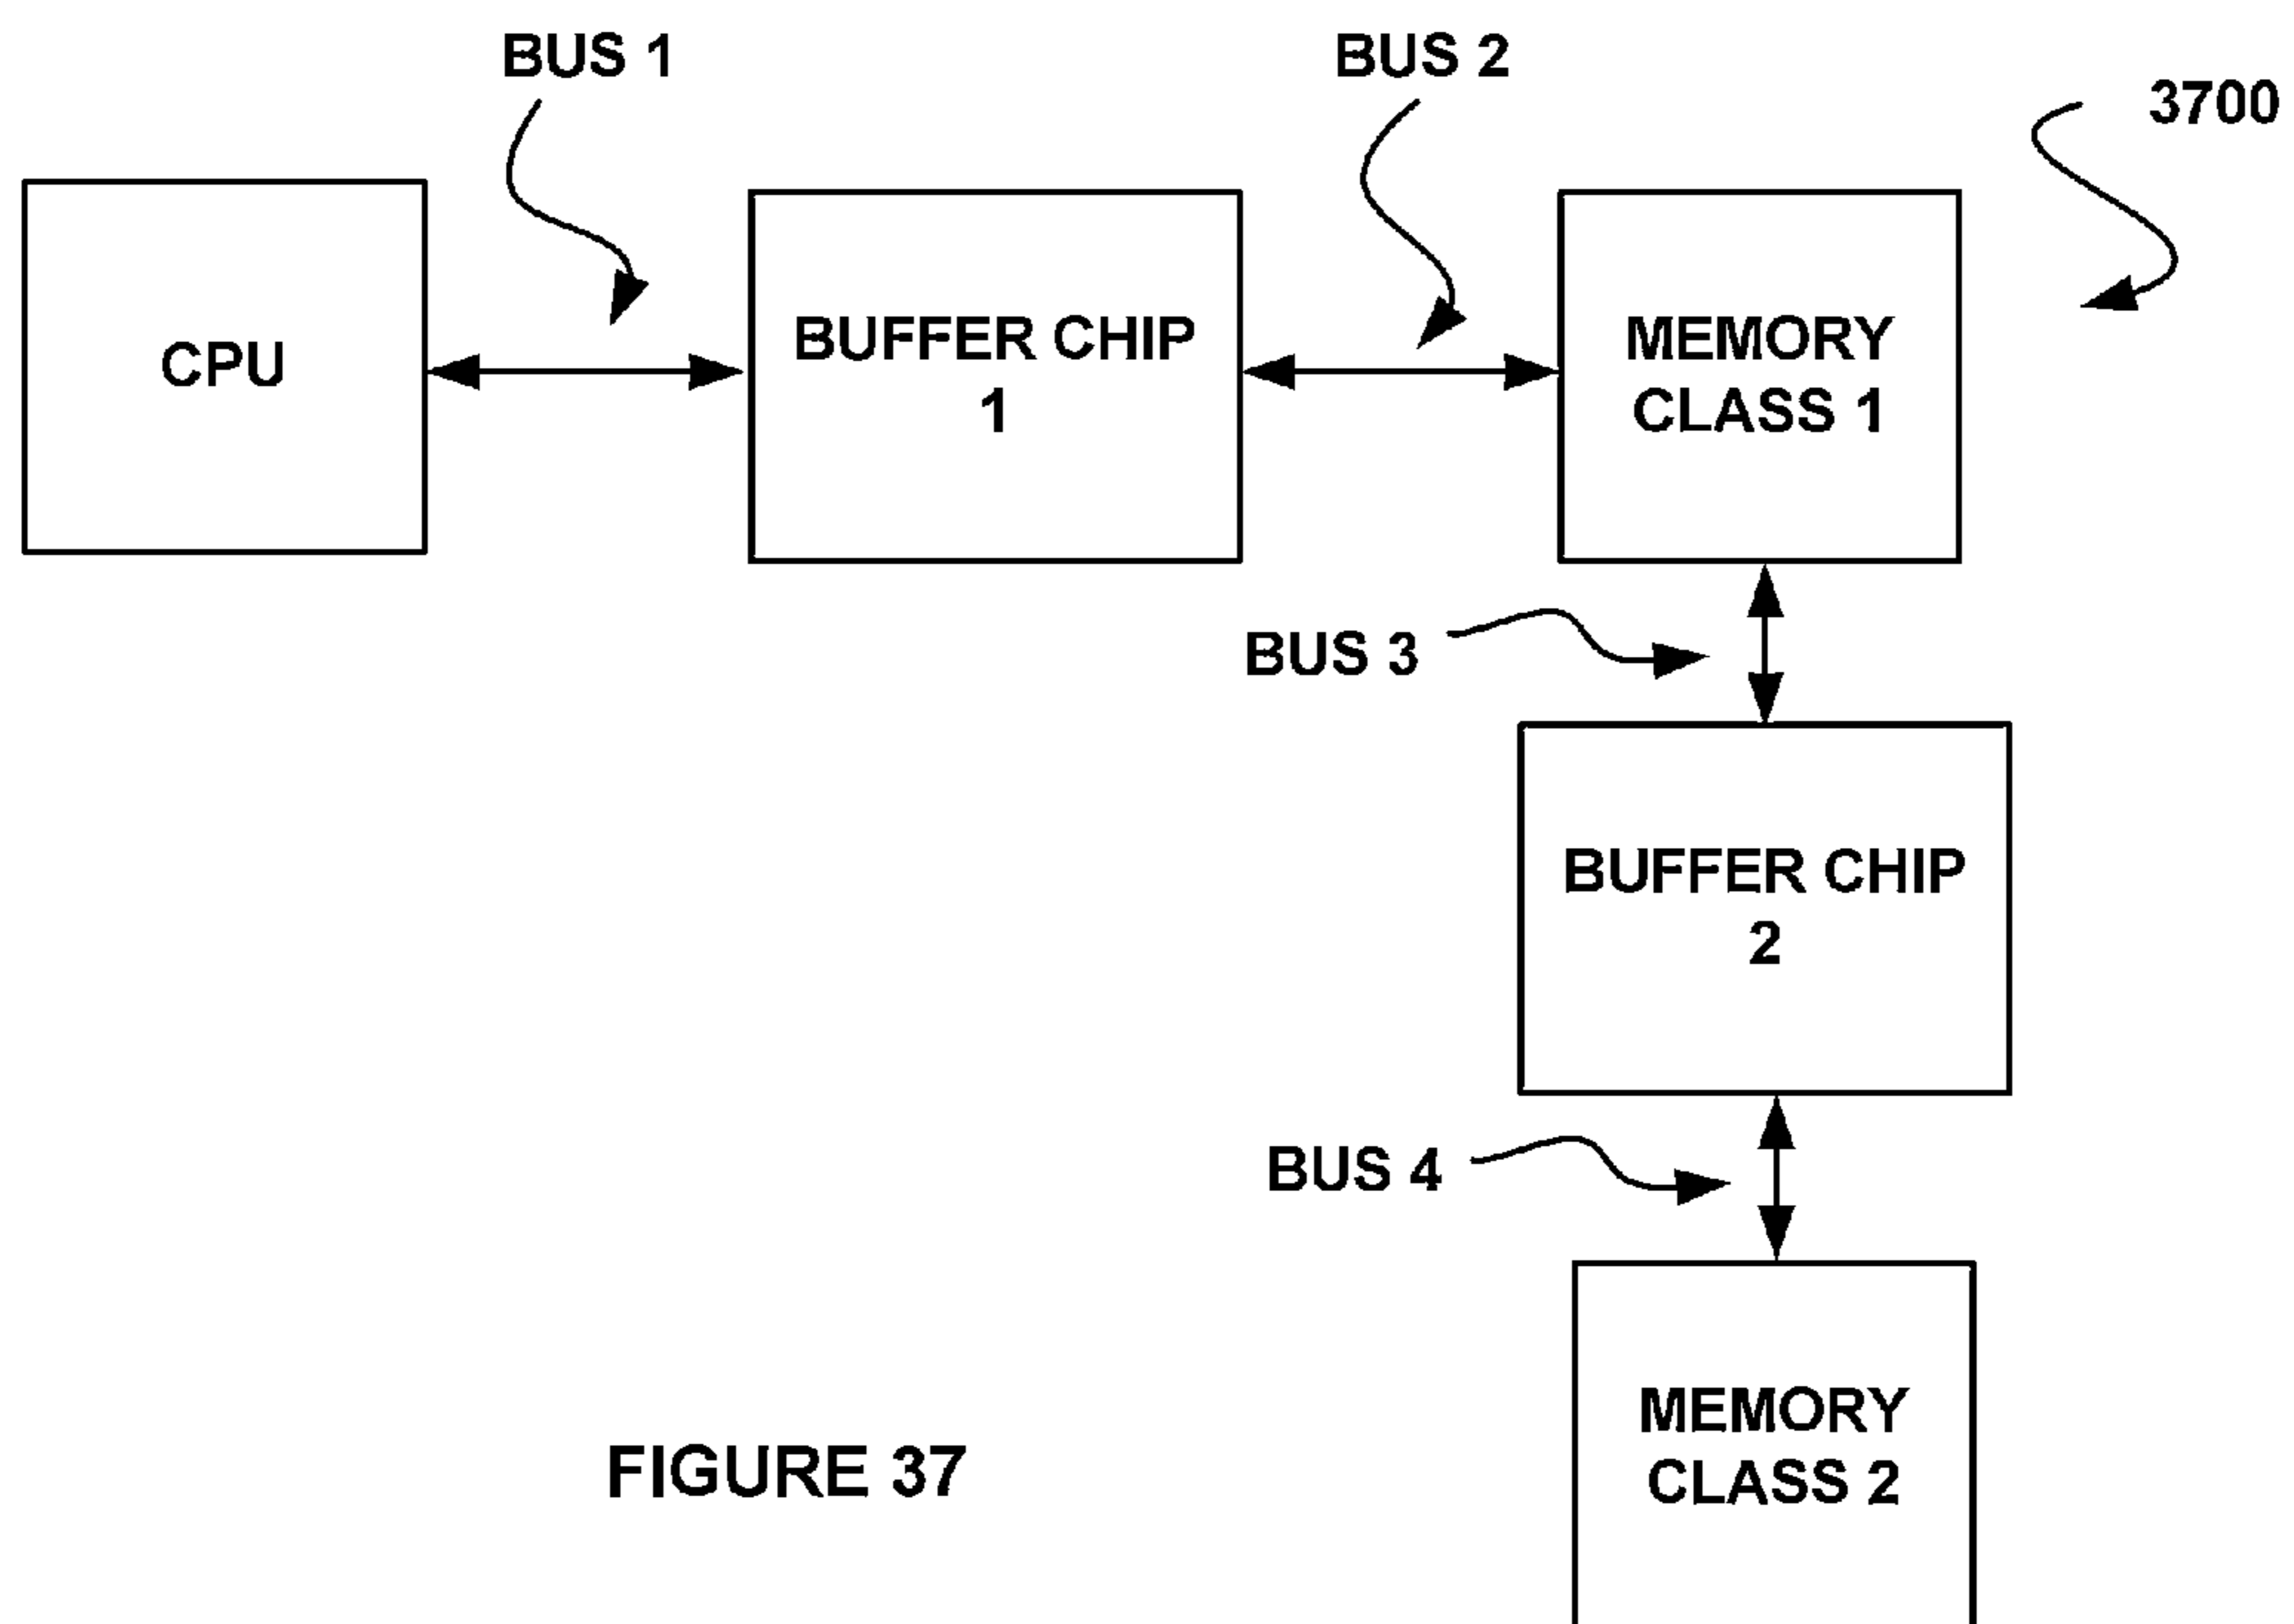 BUS 1
BUS 2
3700
CPU
BUFFER CHIP
1
MEMORY
CLASS 1
BUS 3
BUFFER CHIP
2
BUS 4
MEMORY
CLASS 2
FIGURE 37